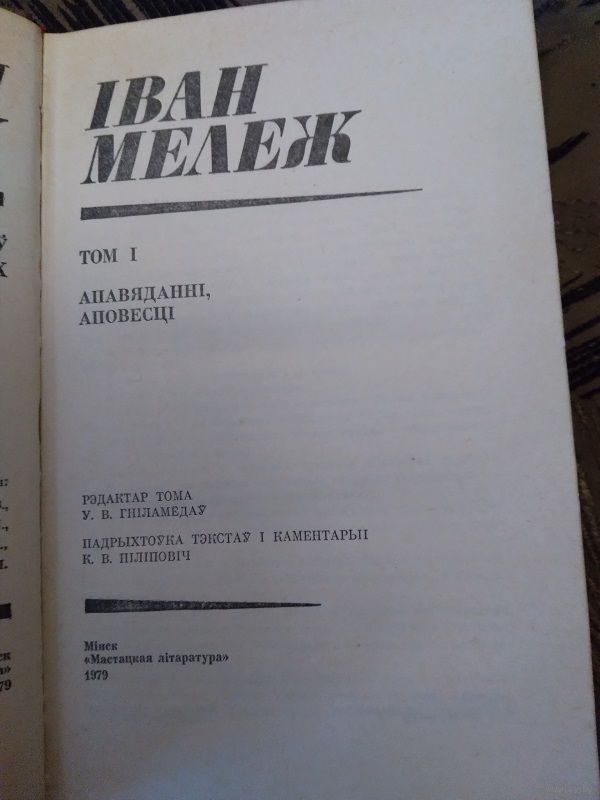 ІВАН
МЕЛЕЖ
ТОМ І
АПАВЯДАННІ,
АПОВЕСЦІ
РЭДАКТАР ТОМА
У. В. ГНІЛАМЕДАЎ
ПАДРЫХТОЎКА ТЭКСТАЎ І КАМЕНТАРЫІ
К. В. ПІЛІПОВІЧ
Мінск
«Мастацкая літаратура»
1979